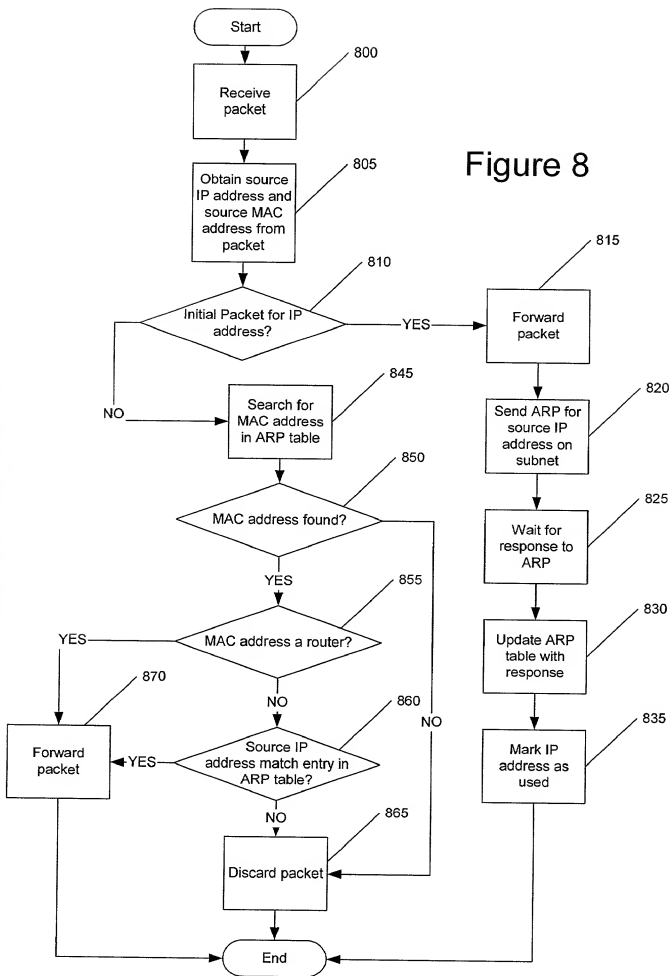 Start
800
Receive
packet
805
Figure 8
Obtain source
IP address and
source MAC
address from
packet
810
Initial Packet for IP
address?
YES
815
Forward
packet
NO
845
Search for
MAC address
in ARP table
820
Send ARP for
source IP
address on
subnet
850
MAC address found?
825
Wait for
response to
ARP
YES
855
MAC address a router?
YES
830
Update ARP
table with
response
870
NO
860
NO
835
Forward
packet
YES
Source IP
address match entry in
ARP table?
Mark IP
address as
used
NO
865
Discard packet
End